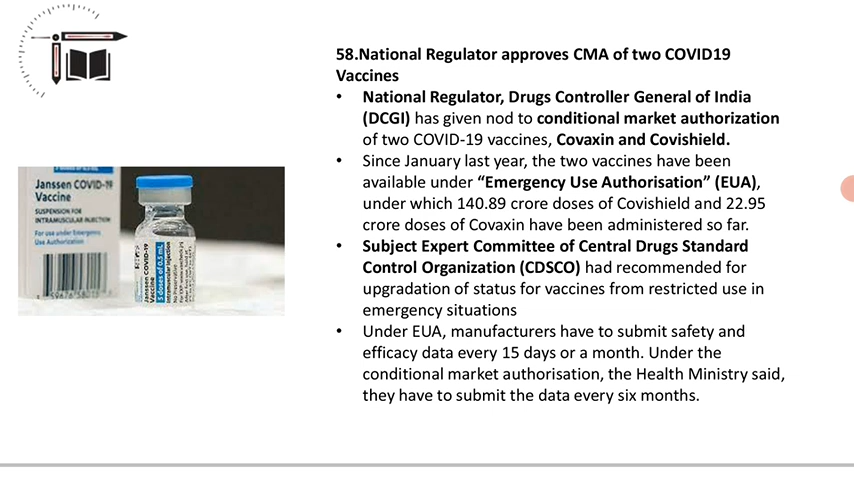 58.National Regulator approves CMA of two COVID19
Vaccines
• National Regulator, Drugs Controller General of India
(DCGI) has given nod to conditional market authorization
of two COVID-19 vaccines, Covaxin and Covishield.
• Since January last year, the two vaccines have been
available under “Emergency Use Authorisation” (EUA),
under which 140.89 crore doses of Covishield and 22.95
crore doses of Covaxin have been administered so far.
• Subject Expert Committee of Central Drugs Standard
Control Organization (CDSCO) had recommended for
upgradation of status for vaccines from restricted use in
emergency situations
• Under EUA, manufacturers have to submit safety and
efficacy data every 15 days or a month. Under the
conditional market authorisation, the Health Ministry said,
they have to submit the data every six months.
Janssen COVID-19
Vaccine
SUSPENSION FOR
INTRAMUSCULAR INJECTION
For use under Emergency
Use Authorization
Janssen COVID-19
Vaccine
5 doses of 0.5 mL